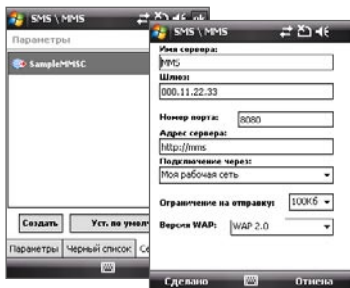 SMS \ MMS
ok
Параметры
SampleMMSC
Создать
Уст. по умолч
Параметры
Черный список
Се
SMS \ MMS
Имя сервера:
MMS
Шлюз:
000.11.22.33
Номер порта:
8080
Адрес сервера:
http://mms
Подключение через:
Моя рабочая сеть
Ограничение на отправку:
100Кб
Версия WAP:
WAP 2.0
Сделано
Отмена